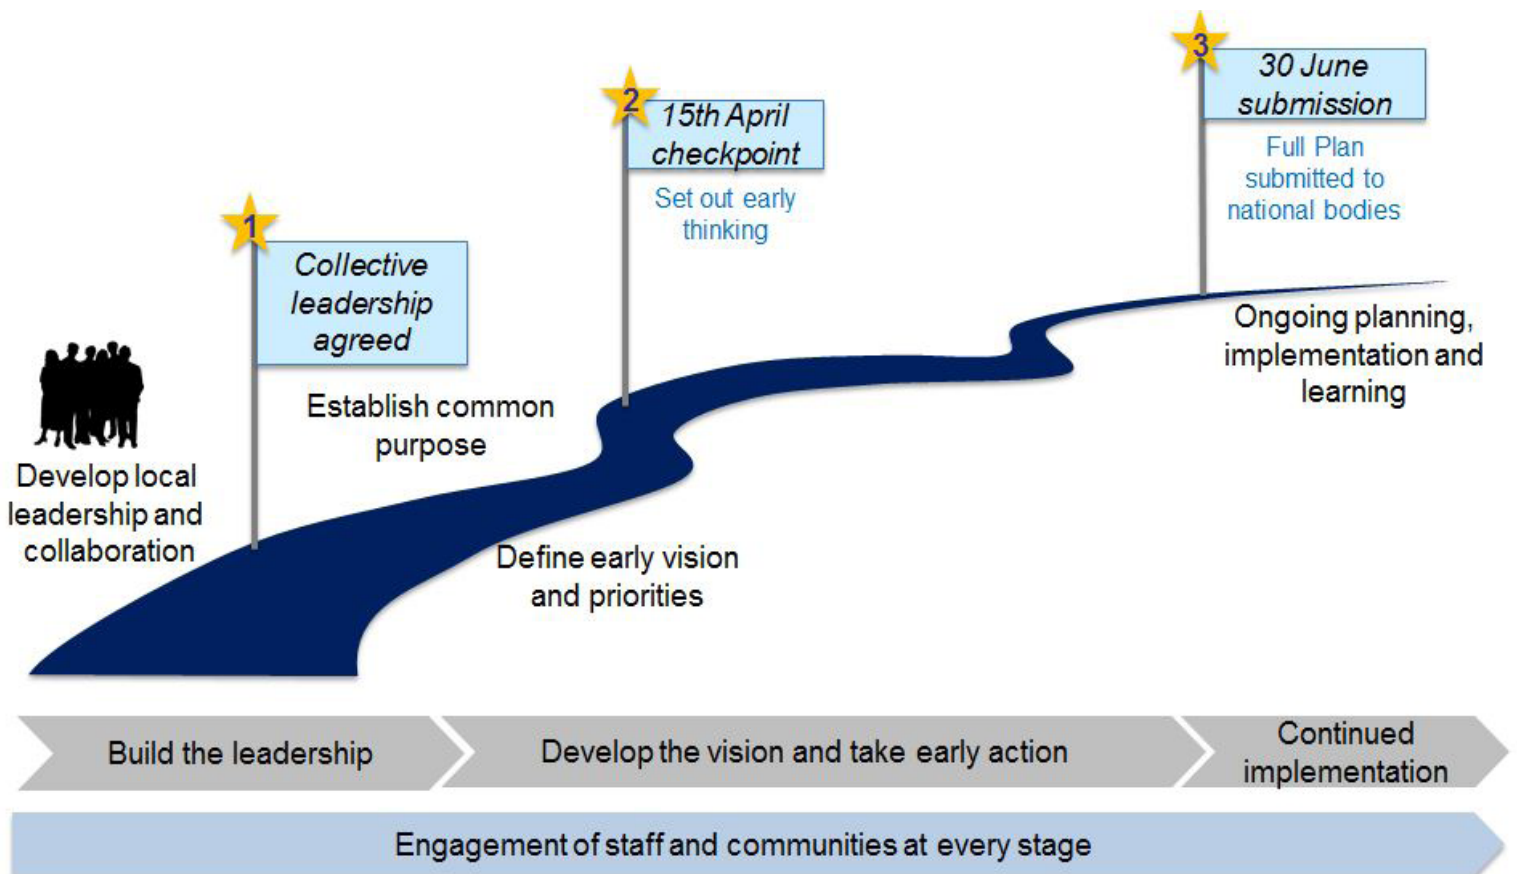 3
30 June
submission
Full Plan
submitted to
national bodies
2
15th April
checkpoint
Set out early
thinking
1
Collective
leadership
agreed
Develop local
leadership and
collaboration
Establish common
purpose
Define early vision
and priorities
Ongoing planning,
implementation and
learning
Build the leadership
Develop the vision and take early action
Continued
implementation
Engagement of staff and communities at every stage